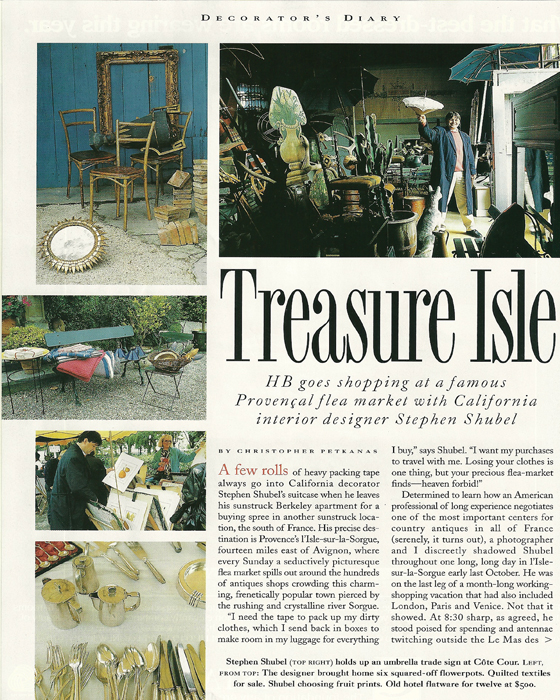 DECORATOR'S DIARY
Treasure Isle
HB goes shopping at a famous
Provençal flea market with California
interior designer Stephen Shubel
BY CHRISTOPHER PETKANAS
A few rolls of heavy packing tape
always go into California decorator
Stephen Shubel's suitcase when he leaves
his sunstruck Berkeley apartment for a
buying spree in another sunstruck loca-
tion, the south of France. His precise des-
tination is Provence's l'Isle-sur-la-Sorgue,
fourteen miles east of Avignon, where
every Sunday a seductively picturesque
flea market spills out around the hundreds
of antiques shops crowding this charm-
ing, frenetically popular town pierced by
the rushing and crystalline river Sorgue.
"I need the tape to pack up my dirty
clothes, which I send back in boxes to
make room in my luggage for everything
I buy," says Shubel. "I want my purchases
to travel with me. Losing your clothes is
one thing, but your precious flea-market
finds—heaven forbid!"
Determined to learn how an American
professional of long experience negotiates
one of the most important centers for
country antiques in all of France
(serenely, it turns out), a photographer
and I discreetly shadowed Shubel
throughout one long, long day in l'Isle-
sur-la-Sorgue early last October. He was
on the last leg of a month-long working-
shopping vacation that had also included
London, Paris and Venice. Not that it
showed. At 8:30 sharp, as agreed, he
stood poised for spending and antennae
twitching outside the Le Mas des >
Stephen Shubel (TOP RIGHT) holds up an umbrella trade sign at Côte Cour. LEFT,
FROM TOP: The designer brought home six squared-off flowerpots. Quilted textiles
for sale. Shubel choosing fruit prints. Old hotel flatware for twelve at $500.